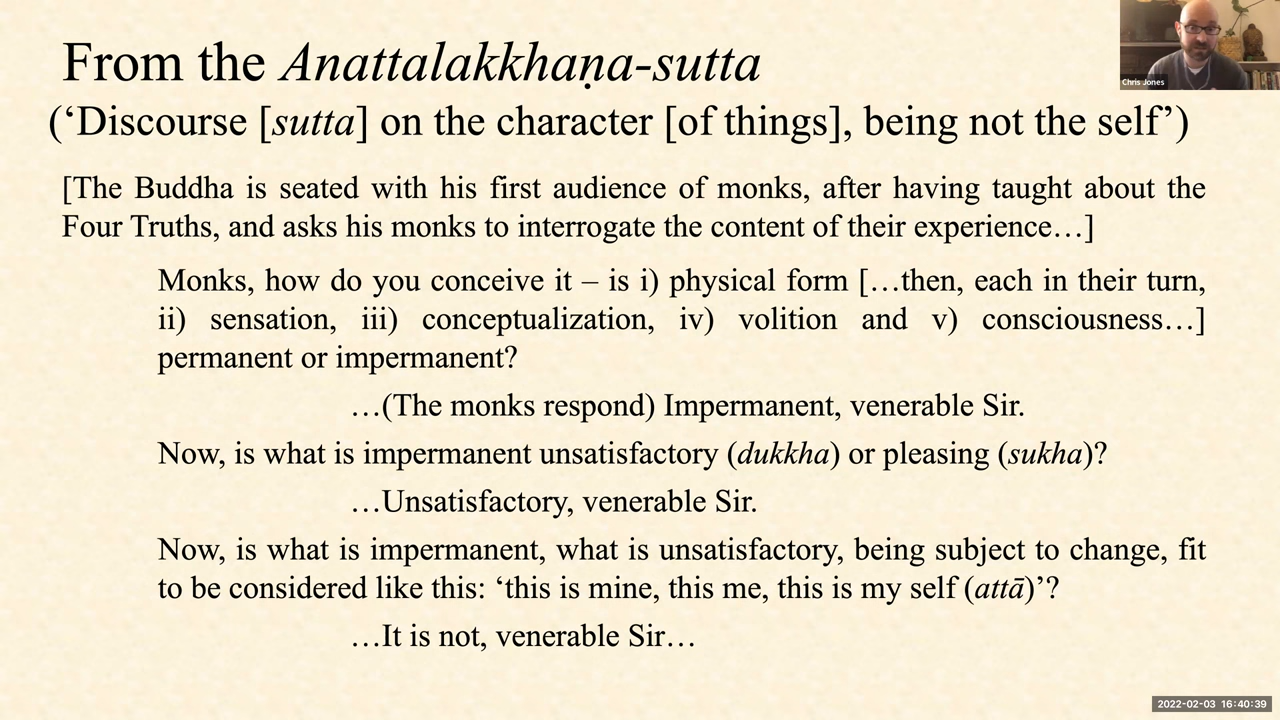 From the Anattalakkhaṇa-sutta
(‘Discourse [sutta] on the character [of things], being not the self’)
[The Buddha is seated with his first audience of monks, after having taught about the
Four Truths, and asks his monks to interrogate the content of their experience…]
Monks, how do you conceive it – is i) physical form […then, each in their turn,
ii) sensation, iii) conceptualization, iv) volition and v) consciousness…]
permanent or impermanent?
…(The monks respond) Impermanent, venerable Sir.
Now, is what is impermanent unsatisfactory (dukkha) or pleasing (sukha)?
…Unsatisfactory, venerable Sir.
Now, is what is impermanent, what is unsatisfactory, being subject to change, fit
to be considered like this: ‘this is mine, this me, this is my self (attā)’?
…It is not, venerable Sir…
Chris Jones
2022-02-03 16:40:39